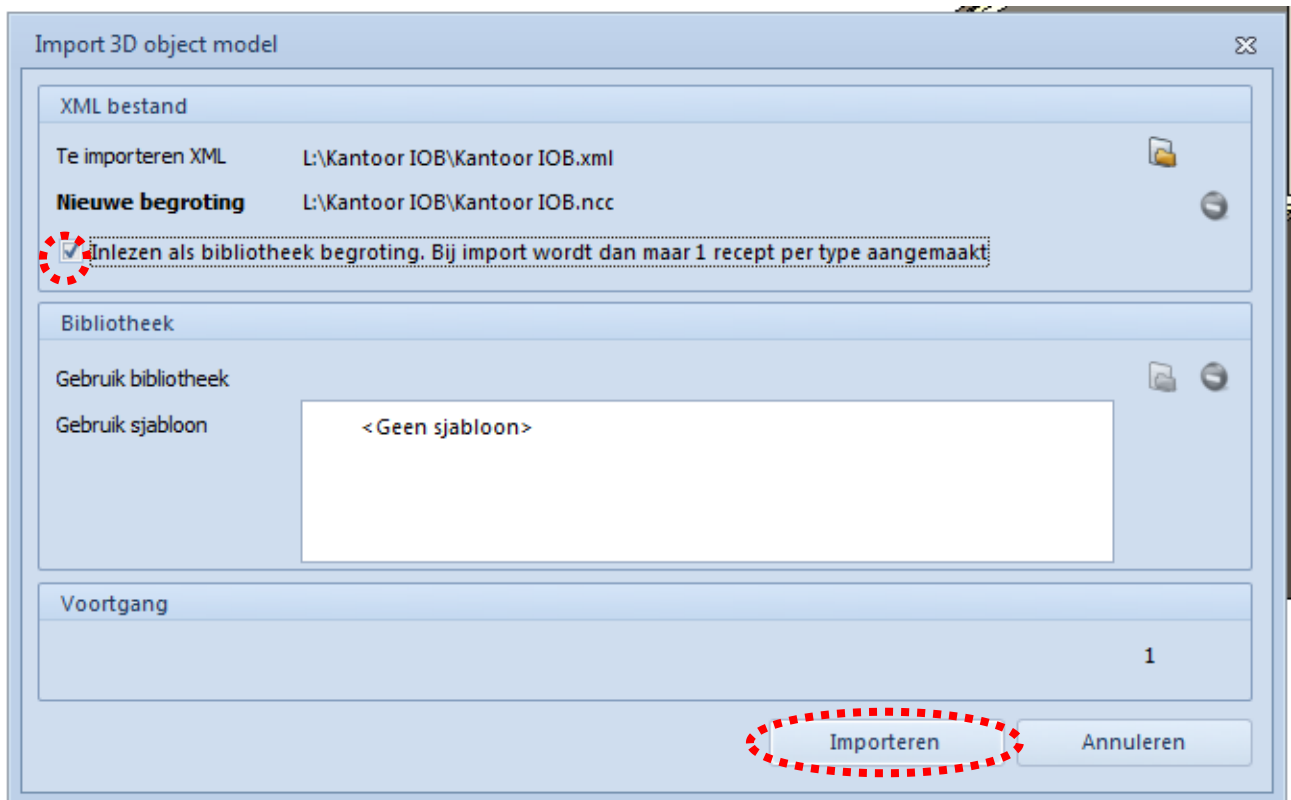 Import 3D object model
XML bestand
Te importeren XML L:\Kantoor IOB\Kantoor IOB.xml
Nieuwe begroting L:\Kantoor IOB\Kantoor IOB.ncc
Inlezen als bibliotheek begroting. Bij import wordt dan maar 1 recept per type aangemaakt
Bibliotheek
Gebruik bibliotheek
Gebruik sjabloon <Geen sjabloon>
Voortgang
1
Importeren Annuleren